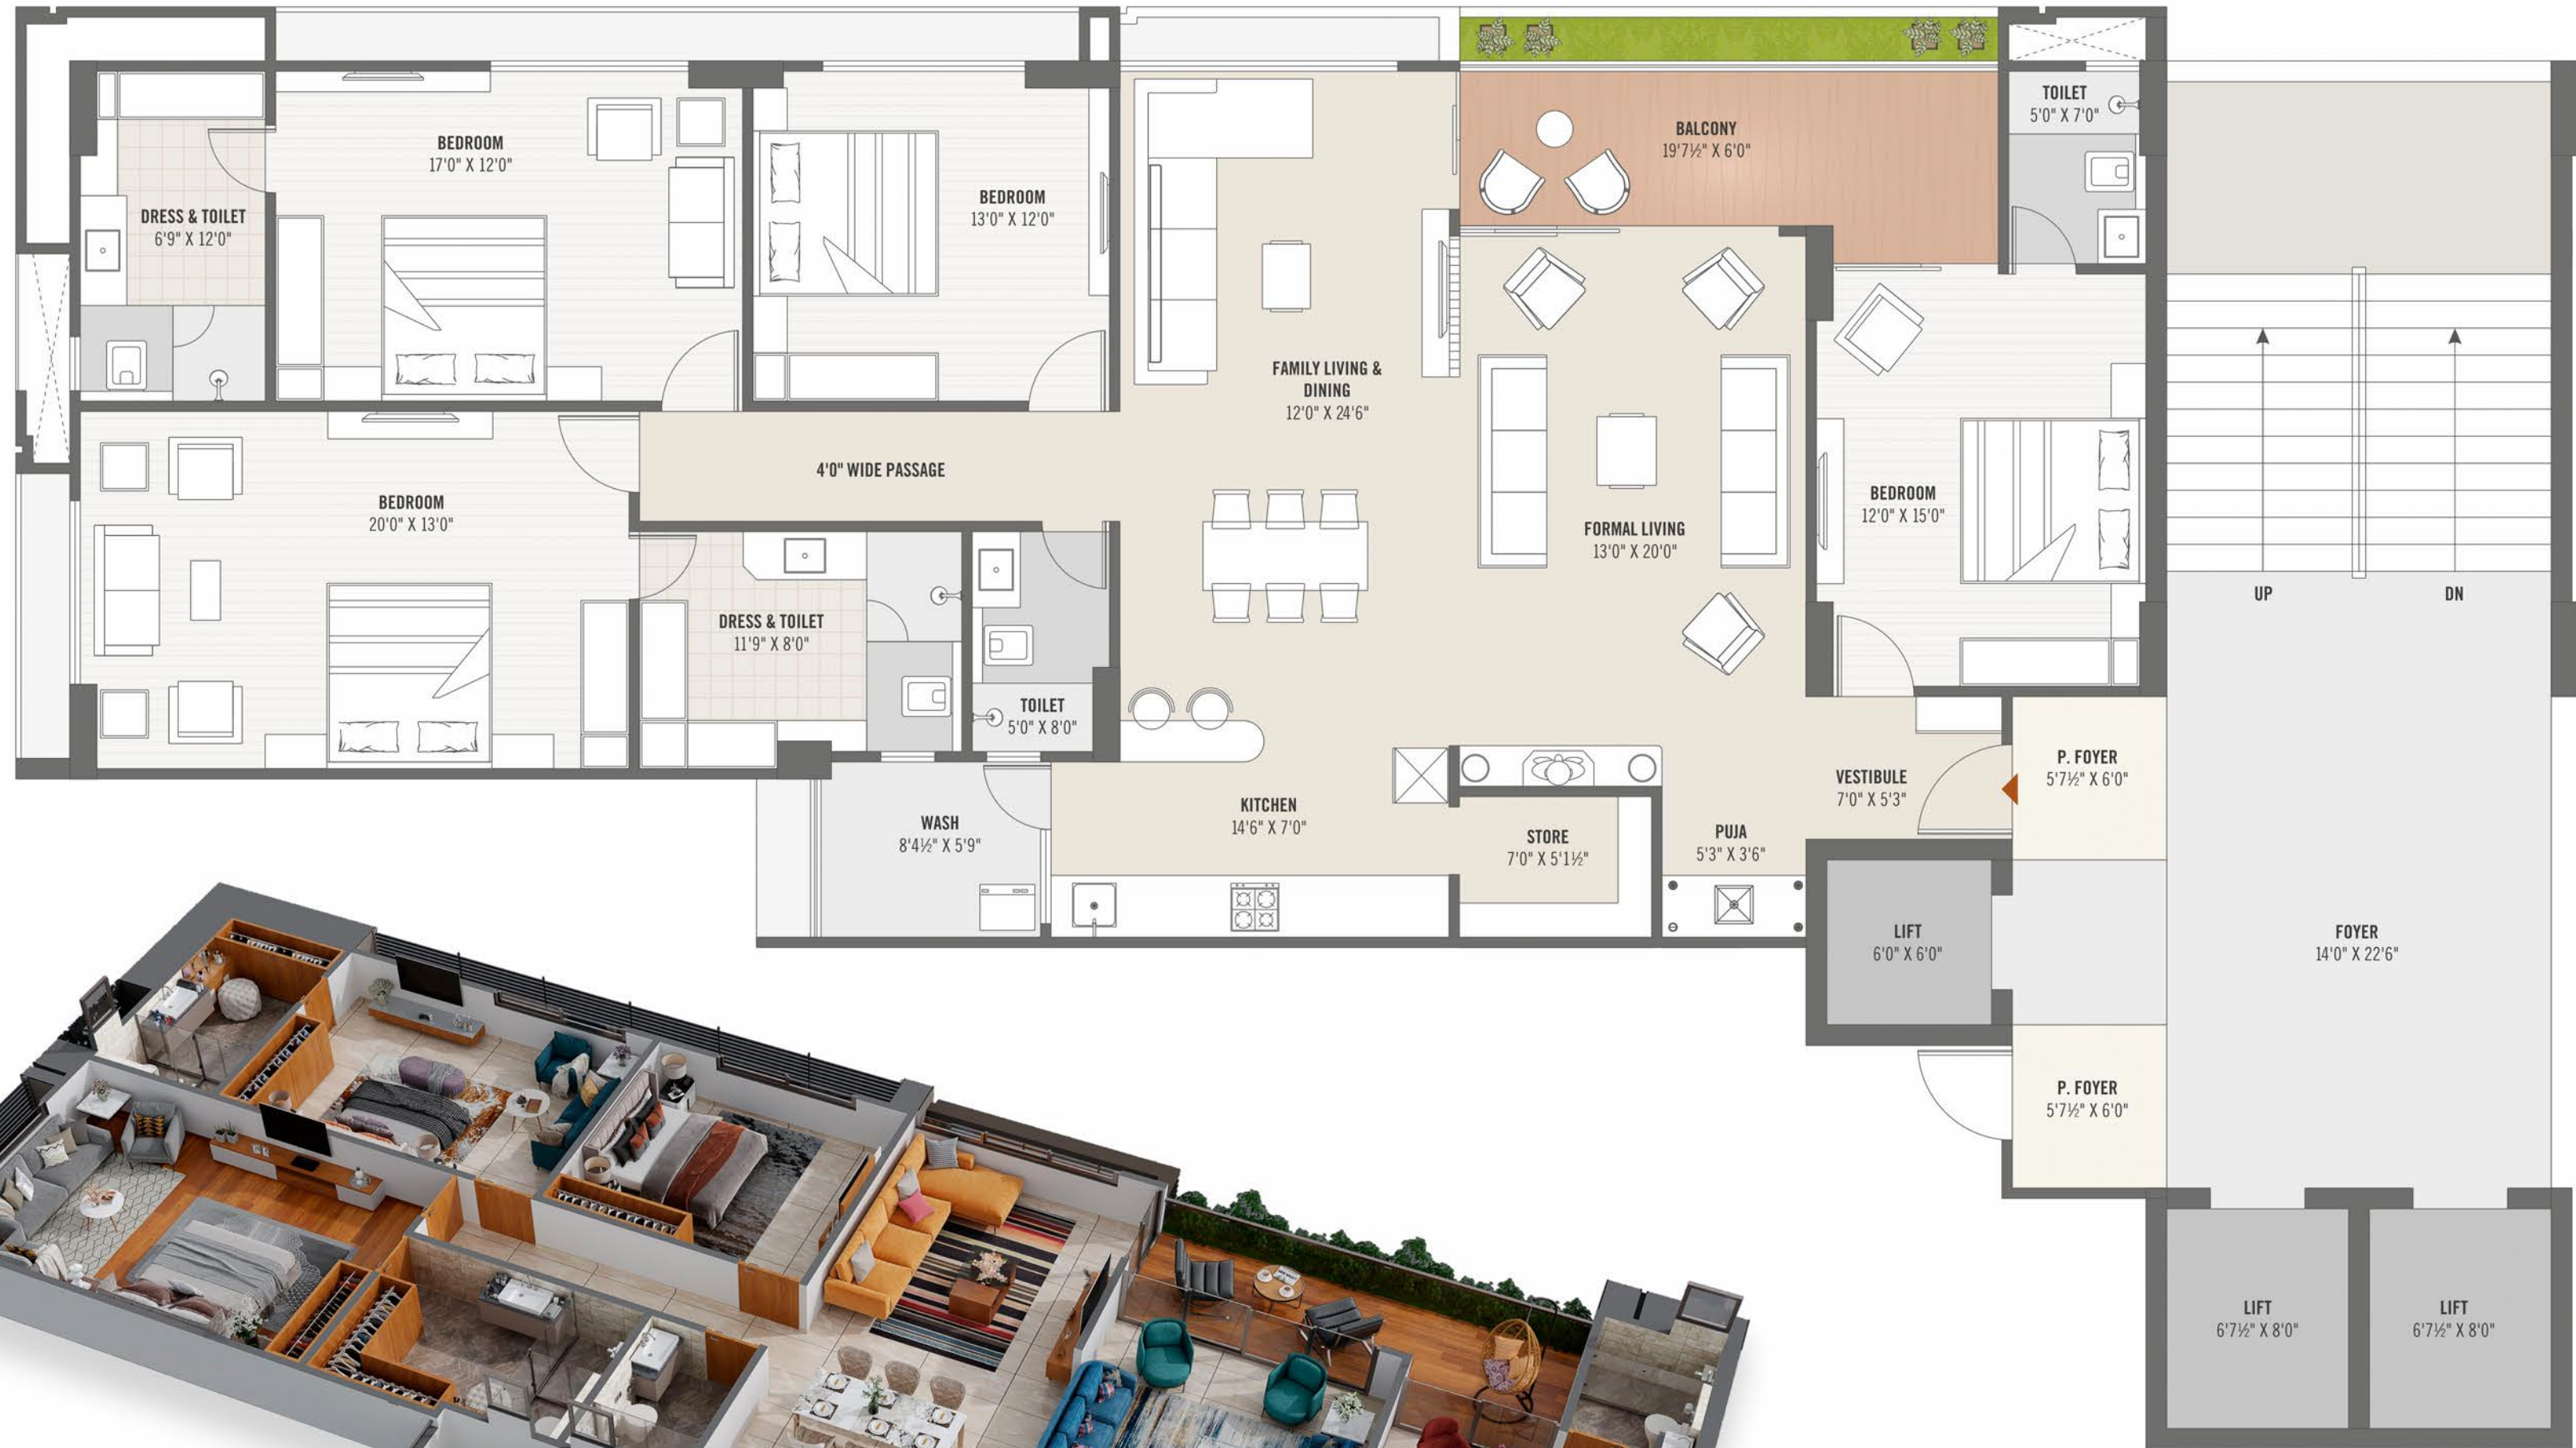 TOILET
5'0" X 7'0"
BALCONY
19'7½" X 6'0"
BEDROOM
17'0" X 12'0"
BEDROOM
13'0" X 12'0"
DRESS & TOILET
6'9" X 12'0"
FAMILY LIVING &
DINING
12'0" X 24'6"
4'0" WIDE PASSAGE
BEDROOM
20'0" X 13'0"
BEDROOM
12'0" X 15'0"
FORMAL LIVING
13'0" X 20'0"
UP
DN
DRESS & TOILET
11'9" X 8'0"
TOILET
5'0" X 8'0"
P. FOYER
5'7½" X 6'0"
VESTIBULE
7'0" X 5'3"
KITCHEN
14'6" X 7'0"
WASH
8'4½" X 5'9"
STORE
7'0" X 5'1½"
PUJA
5'3" X 3'6"
LIFT
6'0" X 6'0"
FOYER
14'0" X 22'6"
P. FOYER
5'7½" X 6'0"
LIFT
6'7½" X 8'0"
LIFT
6'7½" X 8'0"